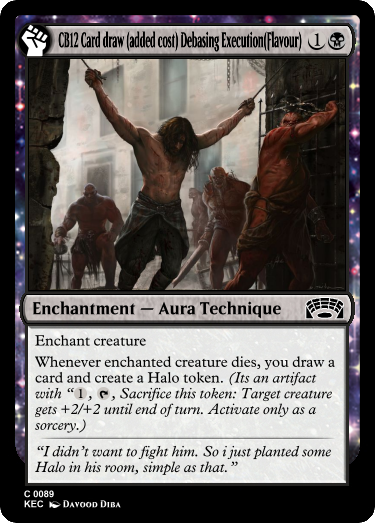 CB12 Card draw (added cost) Debasing Execution(Flavour) 1
Enchantment — Aura Technique
Enchant creature
Whenever enchanted creature dies, you draw a
card and create a Halo token. (Its an artifact
with “1, , Sacrifice this token: Target creature
gets +2/+2 until end of turn. Activate only as a
sorcery.)
“I didn't want to fight him. So i just planted some
Halo in his room, simple as that.”
C 0089
KEC DAVOOD DIBA